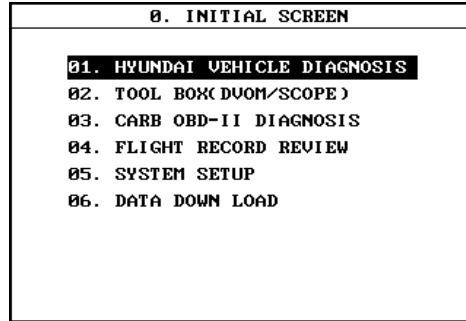 0. INITIAL SCREEN
01. HYUNDAI VEHICLE DIAGNOSIS
02. TOOL BOX(DVOM/SCOPE)
03. CARB OBD-II DIAGNOSIS
04. FLIGHT RECORD REVIEW
05. SYSTEM SETUP
06. DATA DOWN LOAD